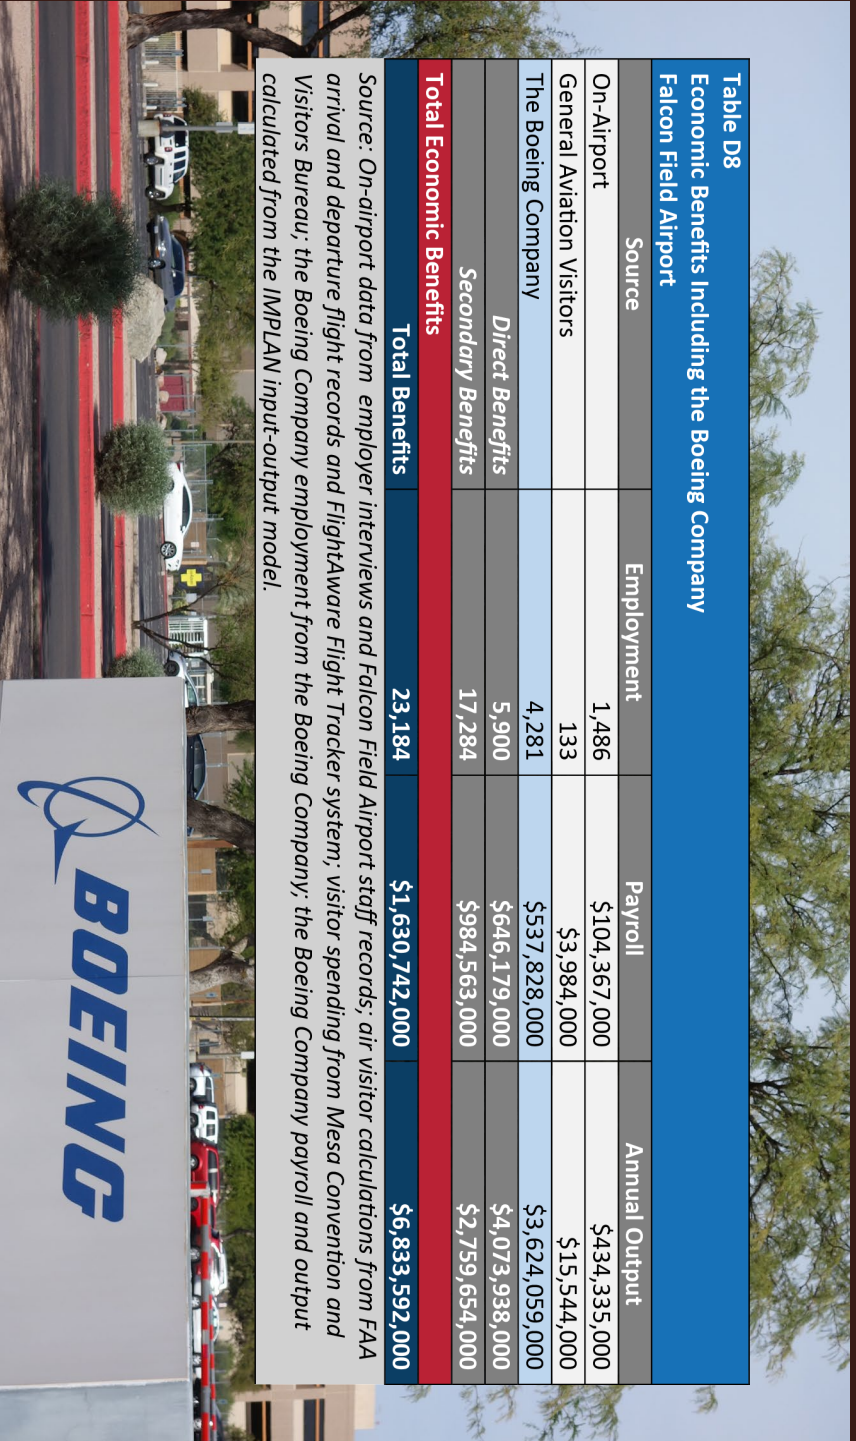 Table D8
Economic Benefits Including the Boeing Company
Falcon Field Airport
Source Employment Payroll Annual Output
On-Airport 1,486 $104,367,000 $434,335,000
General Aviation Visitors 133 $3,984,000 $15,544,000
The Boeing Company 4,281 $537,828,000 $3,624,059,000
Direct Benefits 5,900 $646,179,000 $4,073,938,000
Secondary Benefits 17,284 $984,563,000 $2,759,654,000
Total Economic Benefits
Total Benefits 23,184 $1,630,742,000 $6,833,592,000
Source: On-airport data from employer interviews and Falcon Field Airport staff records; air visitor calculations from FAA
arrival and departure flight records and FlightAware Flight Tracker system; visitor spending from Mesa Convention and
Visitors Bureau; the Boeing Company employment from the Boeing Company; the Boeing Company payroll and output
calculated from the IMPLAN input-output model.
BOEING